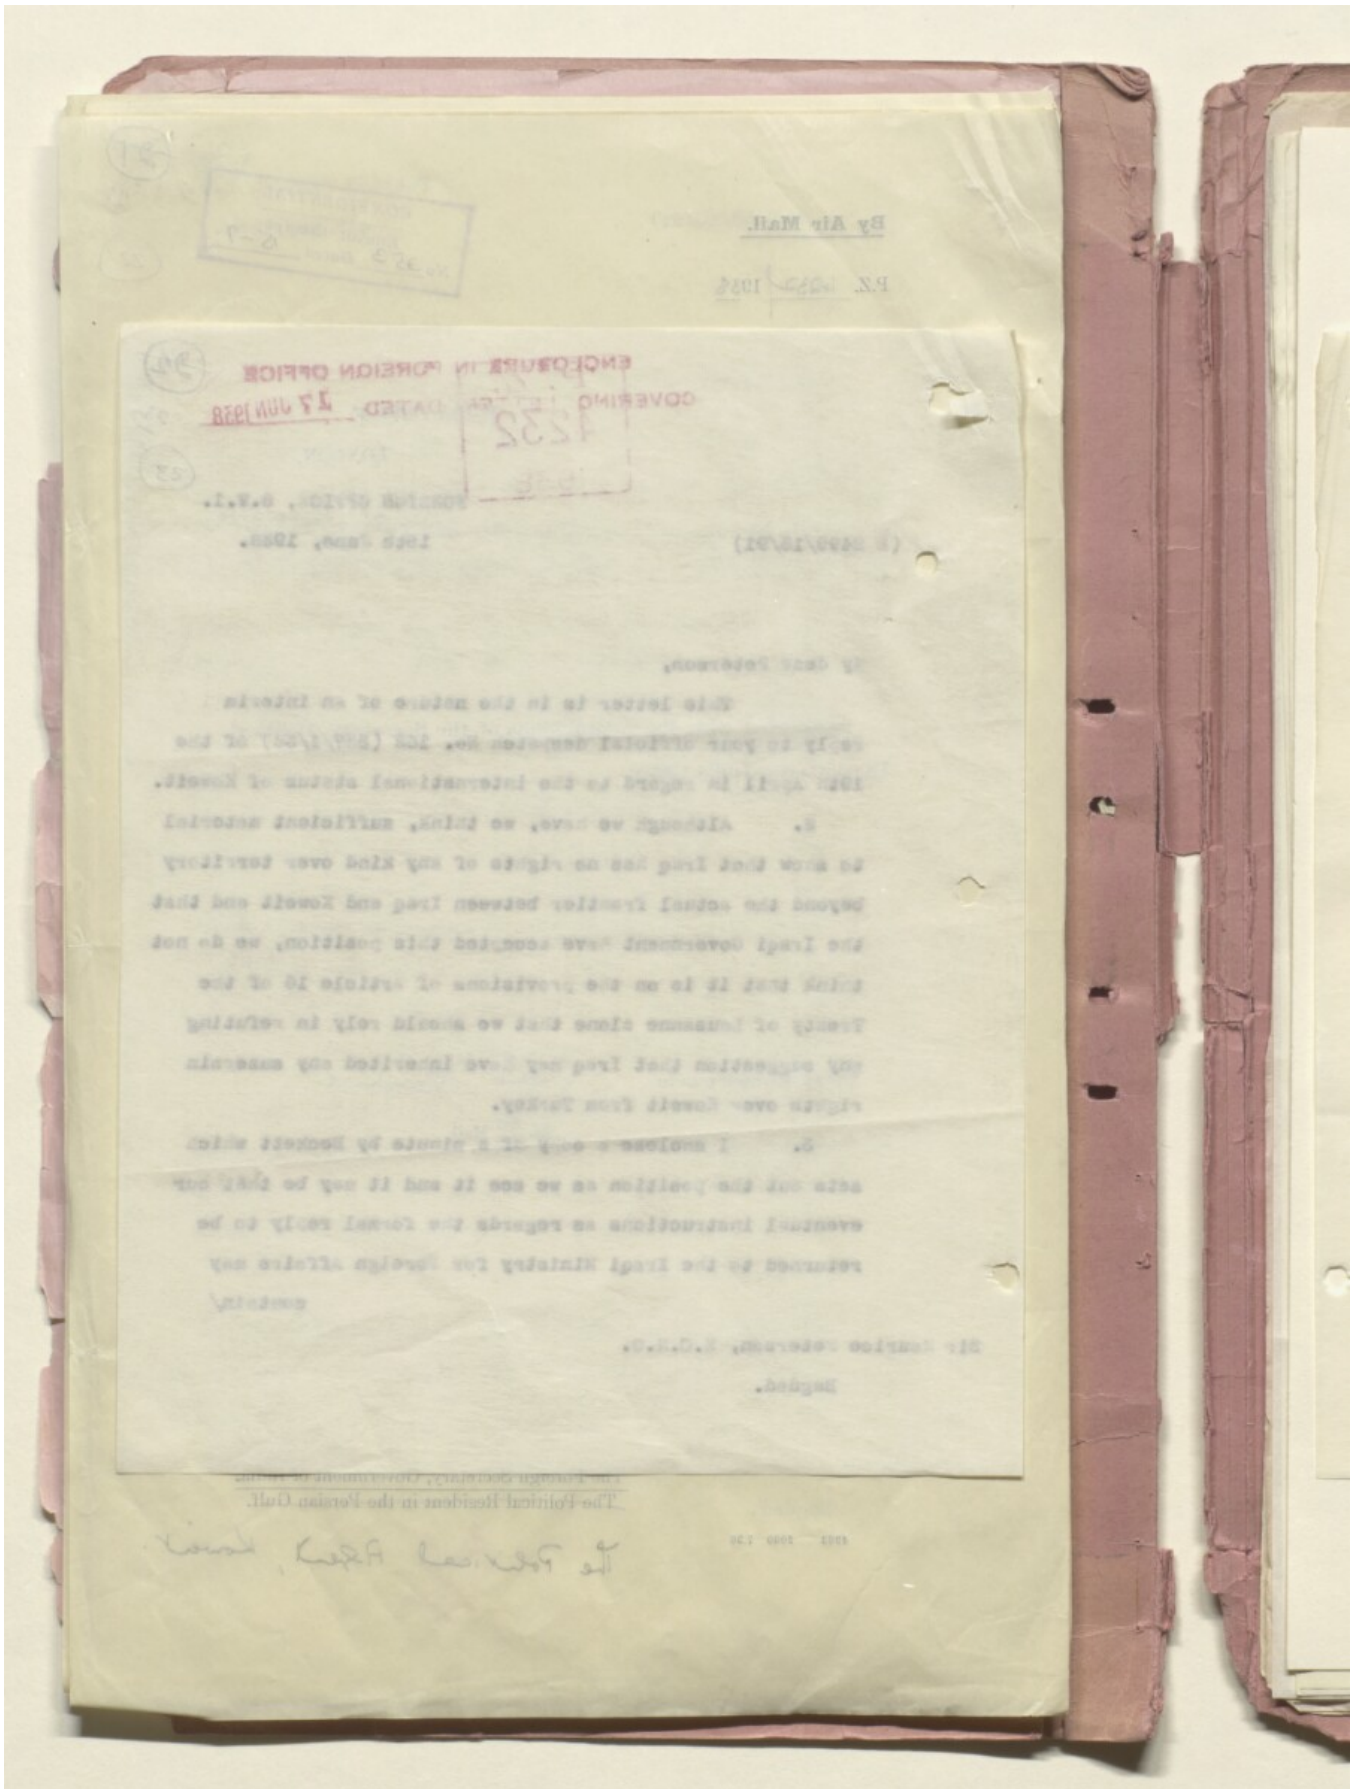 By Air Mail.
P.Z. 1938
ENCLOSURE IN FOREIGN OFFICE
COVERING LETTER DATED 17 JUN 1938
4232
FOREIGN OFFICE, S.W.1.
15th June, 1938.
My dear Peterson,
This letter is in the nature of an interim
reply to your official despatch No. of the
19th April in regard to the international status of Koweit.
2. Although we have, we think, sufficient material
to show that Iraq has no rights of any kind over territory
beyond the actual frontier between Iraq and Koweit and that
the Iraqi Government have accepted this position, we do not
think that it is on the provisions of Article 16 of the
Treaty of Lausanne alone that we should rely in refuting
any suggestion that Iraq may have inherited any
rights over Koweit from Turkey.
3. I enclose a copy of a minute by Beckett which
sets out the position as we see it and it may be that our
eventual instructions as regards the formal reply to be
returned to the Iraqi Ministry for Foreign Affairs may
contain/
Sir Maurice Peterson, K.C.M.G.
Bagdad.
The Foreign Secretary, Government of India.
The Political Resident in the Persian Gulf.
The Political Agent, Koweit